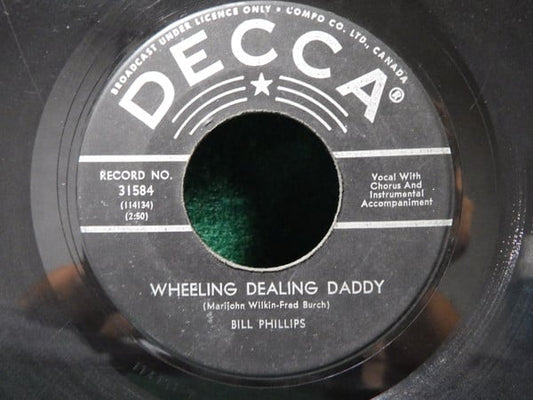 BROADCAST UNDER LICENCE ONLY • COMPO CO. LTD., CANADA
DECCA®
RECORD NO.
31584
(114134)
(2:50)
Vocal With
Chorus And
Instrumental
Accompaniment
WHEELING DEALING DADDY
(Marijohn Wilkin-Fred Burch)
BILL PHILLIPS